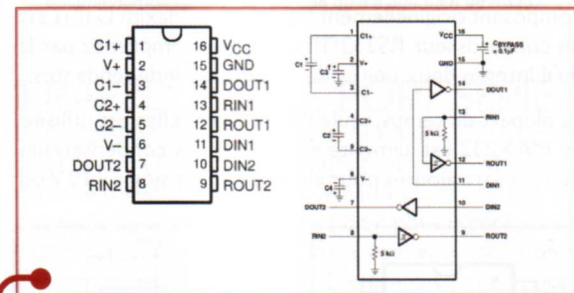 C1+ 1 16 VCC
V+ 2 15 GND
C1− 3 14 DOUT1
C2+ 4 13 RIN1
C2− 5 12 ROUT1
V− 6 11 DIN1
DOUT2 7 10 DIN2
RIN2 8 9 ROUT2
1 C1+ VCC 16
CBYPASS
= 0.1µF
2 V+ GND 15
C1
3 C1- 14 DOUT1
4 C2+ 13 RIN1
5 kΩ
C2
5 C2- 12 ROUT1
6 V- 11 DIN1
C4
DOUT2 7 10 DIN2
RIN2 8 9 ROUT2
5 kΩ